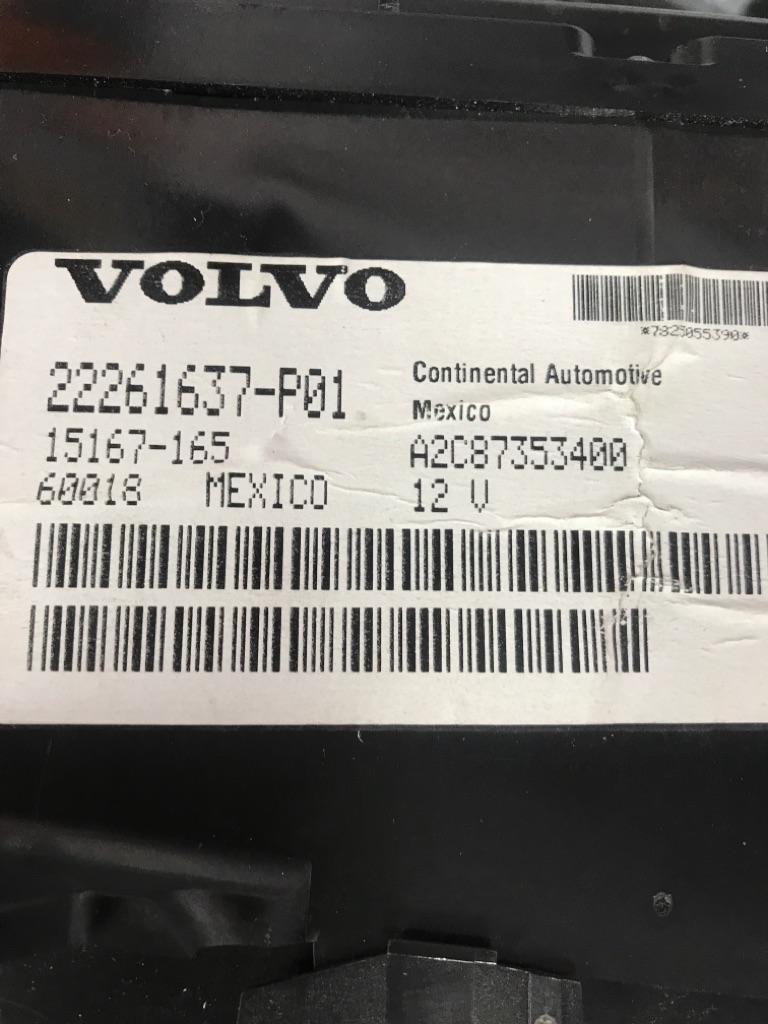 VOLVO
*7825055390*
22261637-P01
Continental Automotive
Mexico
15167-165
A2C87353400
60018 MEXICO
12 V